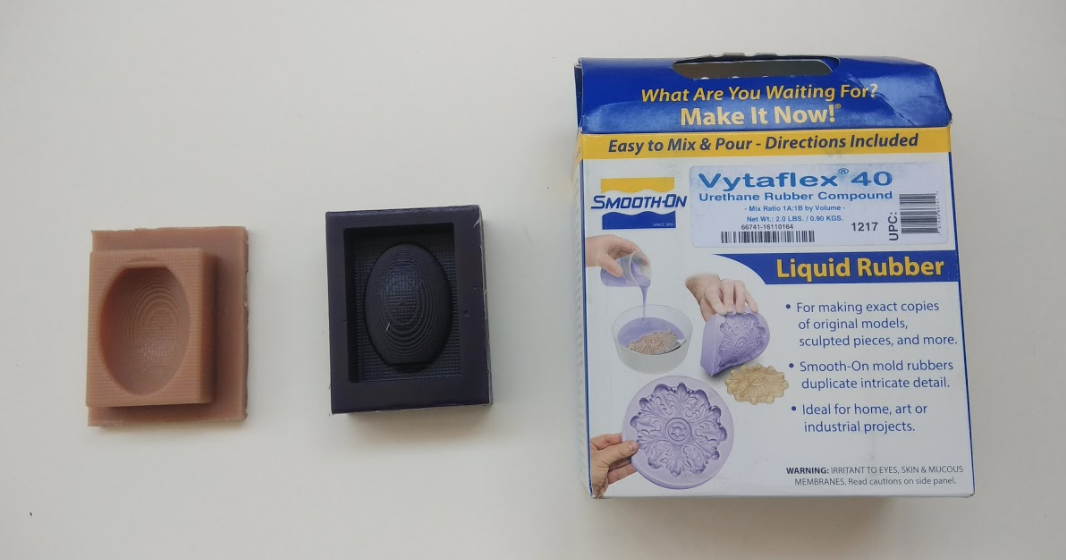 What Are You Waiting For?
Make It Now!®
Easy to Mix & Pour - Directions Included
SMOOTH-ON
Vytaflex® 40
Urethane Rubber Compound
- Mix Ratio 1A:1B by Volume -
Net Wt.: 2.0 LBS. / 0.90 KGS.
66741-16110164
1217
UPC:
Liquid Rubber
• For making exact copies
of original models,
sculpted pieces, and more.
• Smooth-On mold rubbers
duplicate intricate detail.
• Ideal for home, art or
industrial projects.
WARNING: IRRITANT TO EYES, SKIN & MUCOUS
MEMBRANES. Read cautions on side panel.